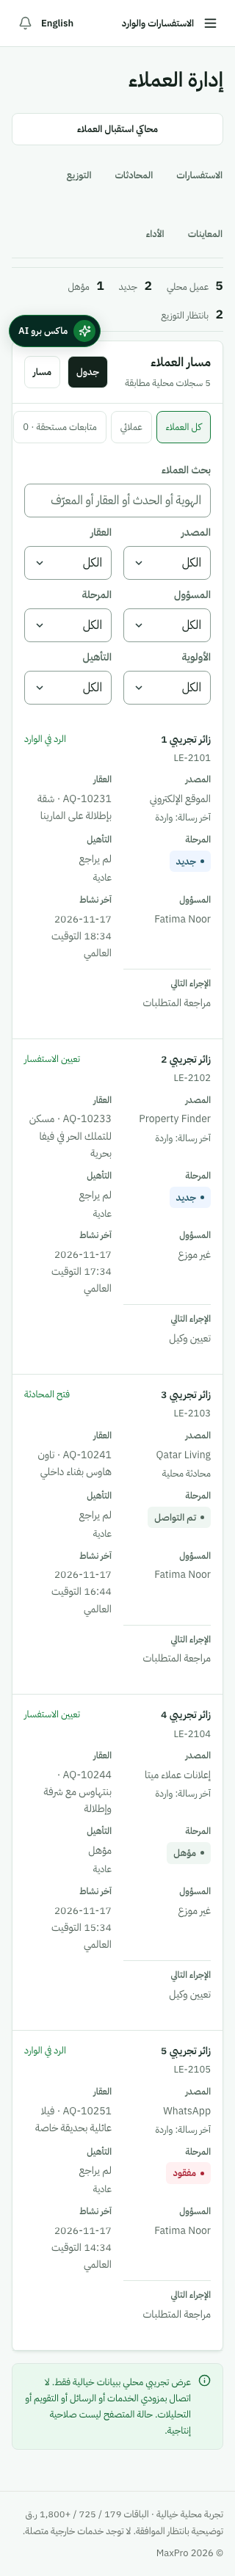 الاستفسارات والوارد
English
إدارة العملاء
محاكي استقبال العملاء
الاستفسارات
المحادثات
التوزيع
المعاينات
الأداء
5 عميل محلي
2 جديد
1 مؤهل
2 بانتظار التوزيع
ماكس برو AI
مسار العملاء
5 سجلات محلية مطابقة
جدول
مسار
كل العملاء
عملائي
متابعات مستحقة · 0
بحث العملاء
الهوية أو الحدث أو العقار أو المعرّف
المصدر
العقار
الكل
الكل
المسؤول
المرحلة
الكل
الكل
الأولوية
التأهيل
الكل
الكل
زائر تجريبي 1
الرد في الوارد
LE-2101
المصدر
العقار
الموقع الإلكتروني
AQ-10231 · شقة
بإطلالة على المارينا
آخر رسالة: واردة
المرحلة
التأهيل
جديد
لم يراجع
عادية
المسؤول
آخر نشاط
Fatima Noor
2026-11-17
18:34 التوقيت
العالمي
الإجراء التالي
مراجعة المتطلبات
زائر تجريبي 2
تعيين الاستفسار
LE-2102
المصدر
العقار
Property Finder
AQ-10233 · مسكن
للتملك الحر في فيفا
بحرية
آخر رسالة: واردة
المرحلة
التأهيل
جديد
لم يراجع
عادية
المسؤول
آخر نشاط
غير موزع
2026-11-17
17:34 التوقيت
العالمي
الإجراء التالي
تعيين وكيل
زائر تجريبي 3
فتح المحادثة
LE-2103
المصدر
العقار
Qatar Living
AQ-10241 · تاون
هاوس بفناء داخلي
محادثة محلية
المرحلة
التأهيل
تم التواصل
لم يراجع
عادية
المسؤول
آخر نشاط
Fatima Noor
2026-11-17
16:44 التوقيت
العالمي
الإجراء التالي
مراجعة المتطلبات
زائر تجريبي 4
تعيين الاستفسار
LE-2104
المصدر
العقار
إعلانات عملاء ميتا
AQ-10244 ·
بنتهاوس مع شرفة
وإطلالة
آخر رسالة: واردة
المرحلة
التأهيل
مؤهل
مؤهل
عادية
المسؤول
آخر نشاط
غير موزع
2026-11-17
15:34 التوقيت
العالمي
الإجراء التالي
تعيين وكيل
زائر تجريبي 5
الرد في الوارد
LE-2105
المصدر
العقار
WhatsApp
AQ-10251 · فيلا
عائلية بحديقة خاصة
آخر رسالة: واردة
المرحلة
التأهيل
مفقود
لم يراجع
عادية
المسؤول
آخر نشاط
Fatima Noor
2026-11-17
14:34 التوقيت
العالمي
الإجراء التالي
مراجعة المتطلبات
عرض تجريبي محلي ببيانات خيالية فقط. لا
اتصال بمزودي الخدمات أو الرسائل أو التقويم أو
التحليلات. حالة المتصفح ليست صلاحية
إنتاجية.
تجربة محلية خيالية · الباقات 179 / 725 / +1,800 ر.ق
توضيحية بانتظار الموافقة. لا توجد خدمات خارجية متصلة.
© 2026 MaxPro